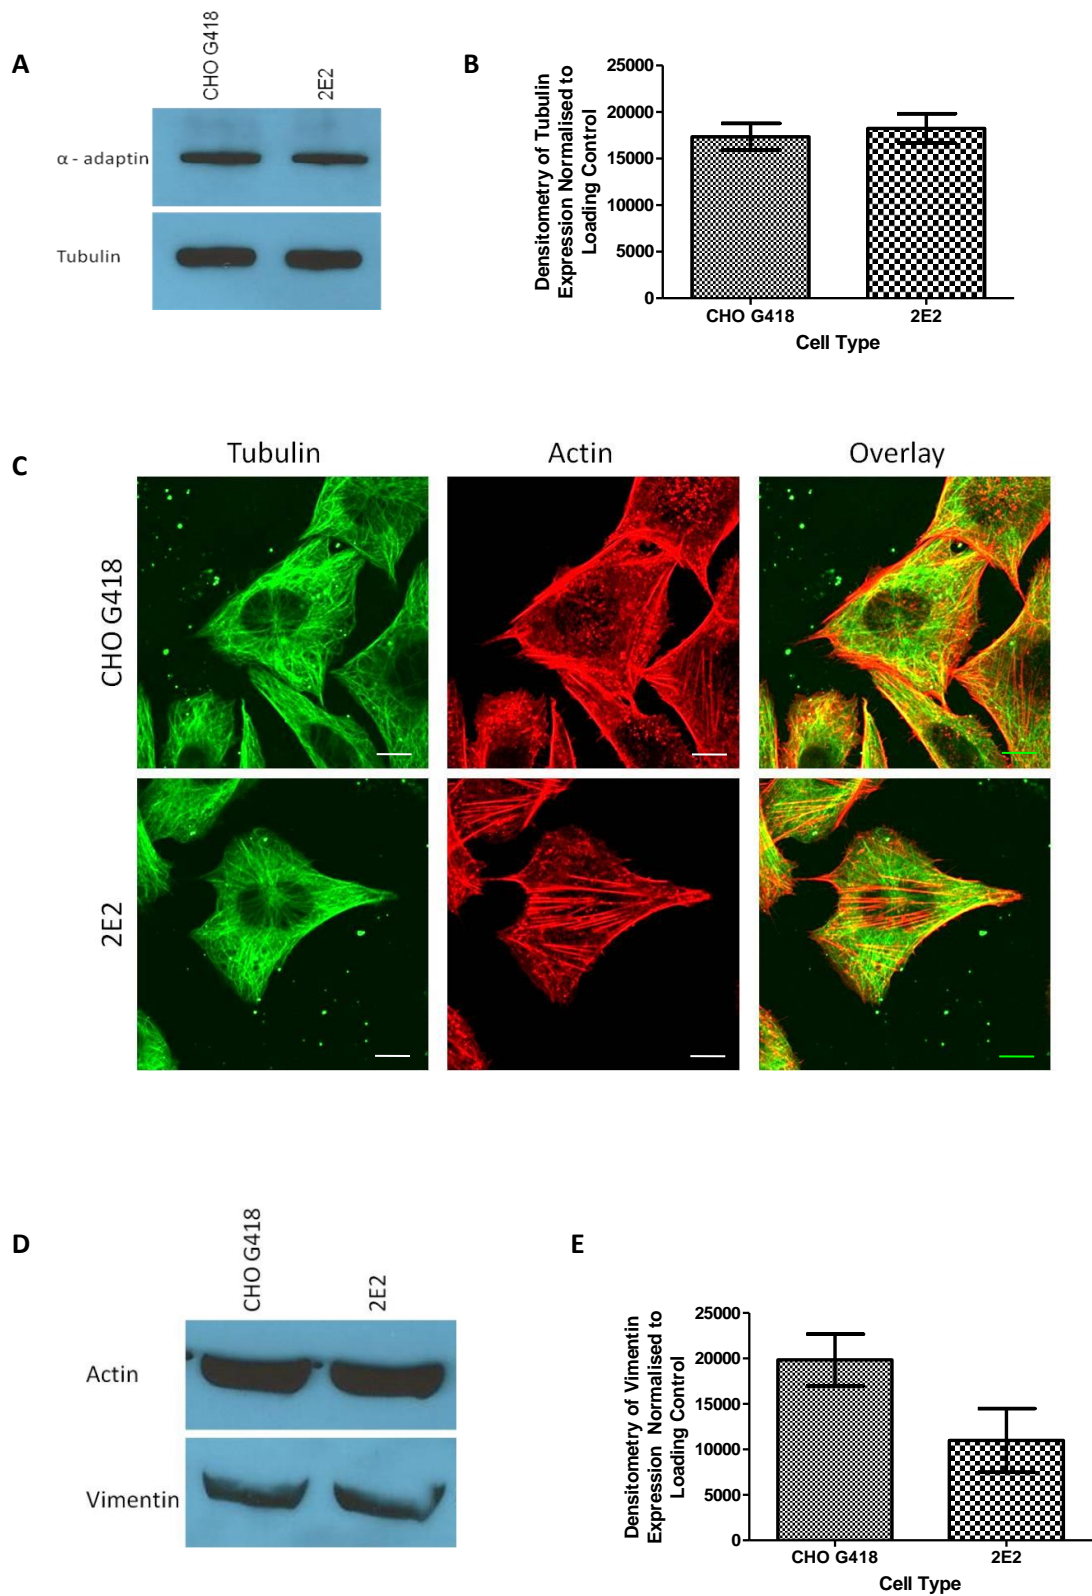 A
CHO G418
2E2
α - adaptin
Tubulin
B
Densitometry of Tubulin
Expression Normalised to
Loading Control
25000
20000
15000
10000
5000
0
CHO G418
2E2
Cell Type
C
Tubulin
Actin
Overlay
CHO G418
2E2
D
CHO G418
2E2
Actin
Vimentin
E
Densitometry of Vimentin
Expression Normalised to
Loading Control
25000
20000
15000
10000
5000
0
CHO G418
2E2
Cell Type